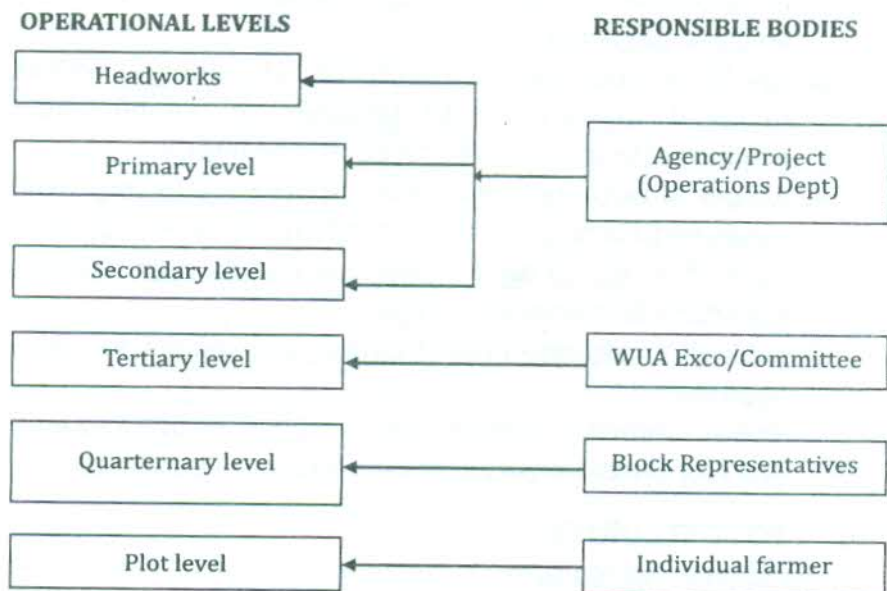 OPERATIONAL LEVELS
RESPONSIBLE BODIES
Headworks
Primary level
Agency/Project
(Operations Dept)
Secondary level
Tertiary level
WUA Exco/Committee
Quarternary level
Block Representatives
Plot level
Individual farmer